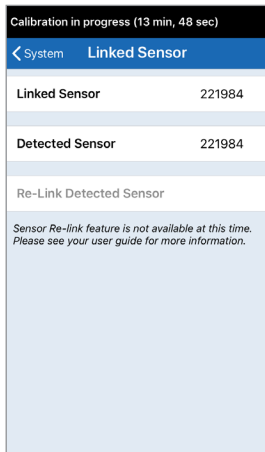 Calibration in progress (13 min, 48 sec)
System Linked Sensor
Linked Sensor 221984
Detected Sensor 221984
Re-Link Detected Sensor
Sensor Re-link feature is not available at this time.
Please see your user guide for more information.